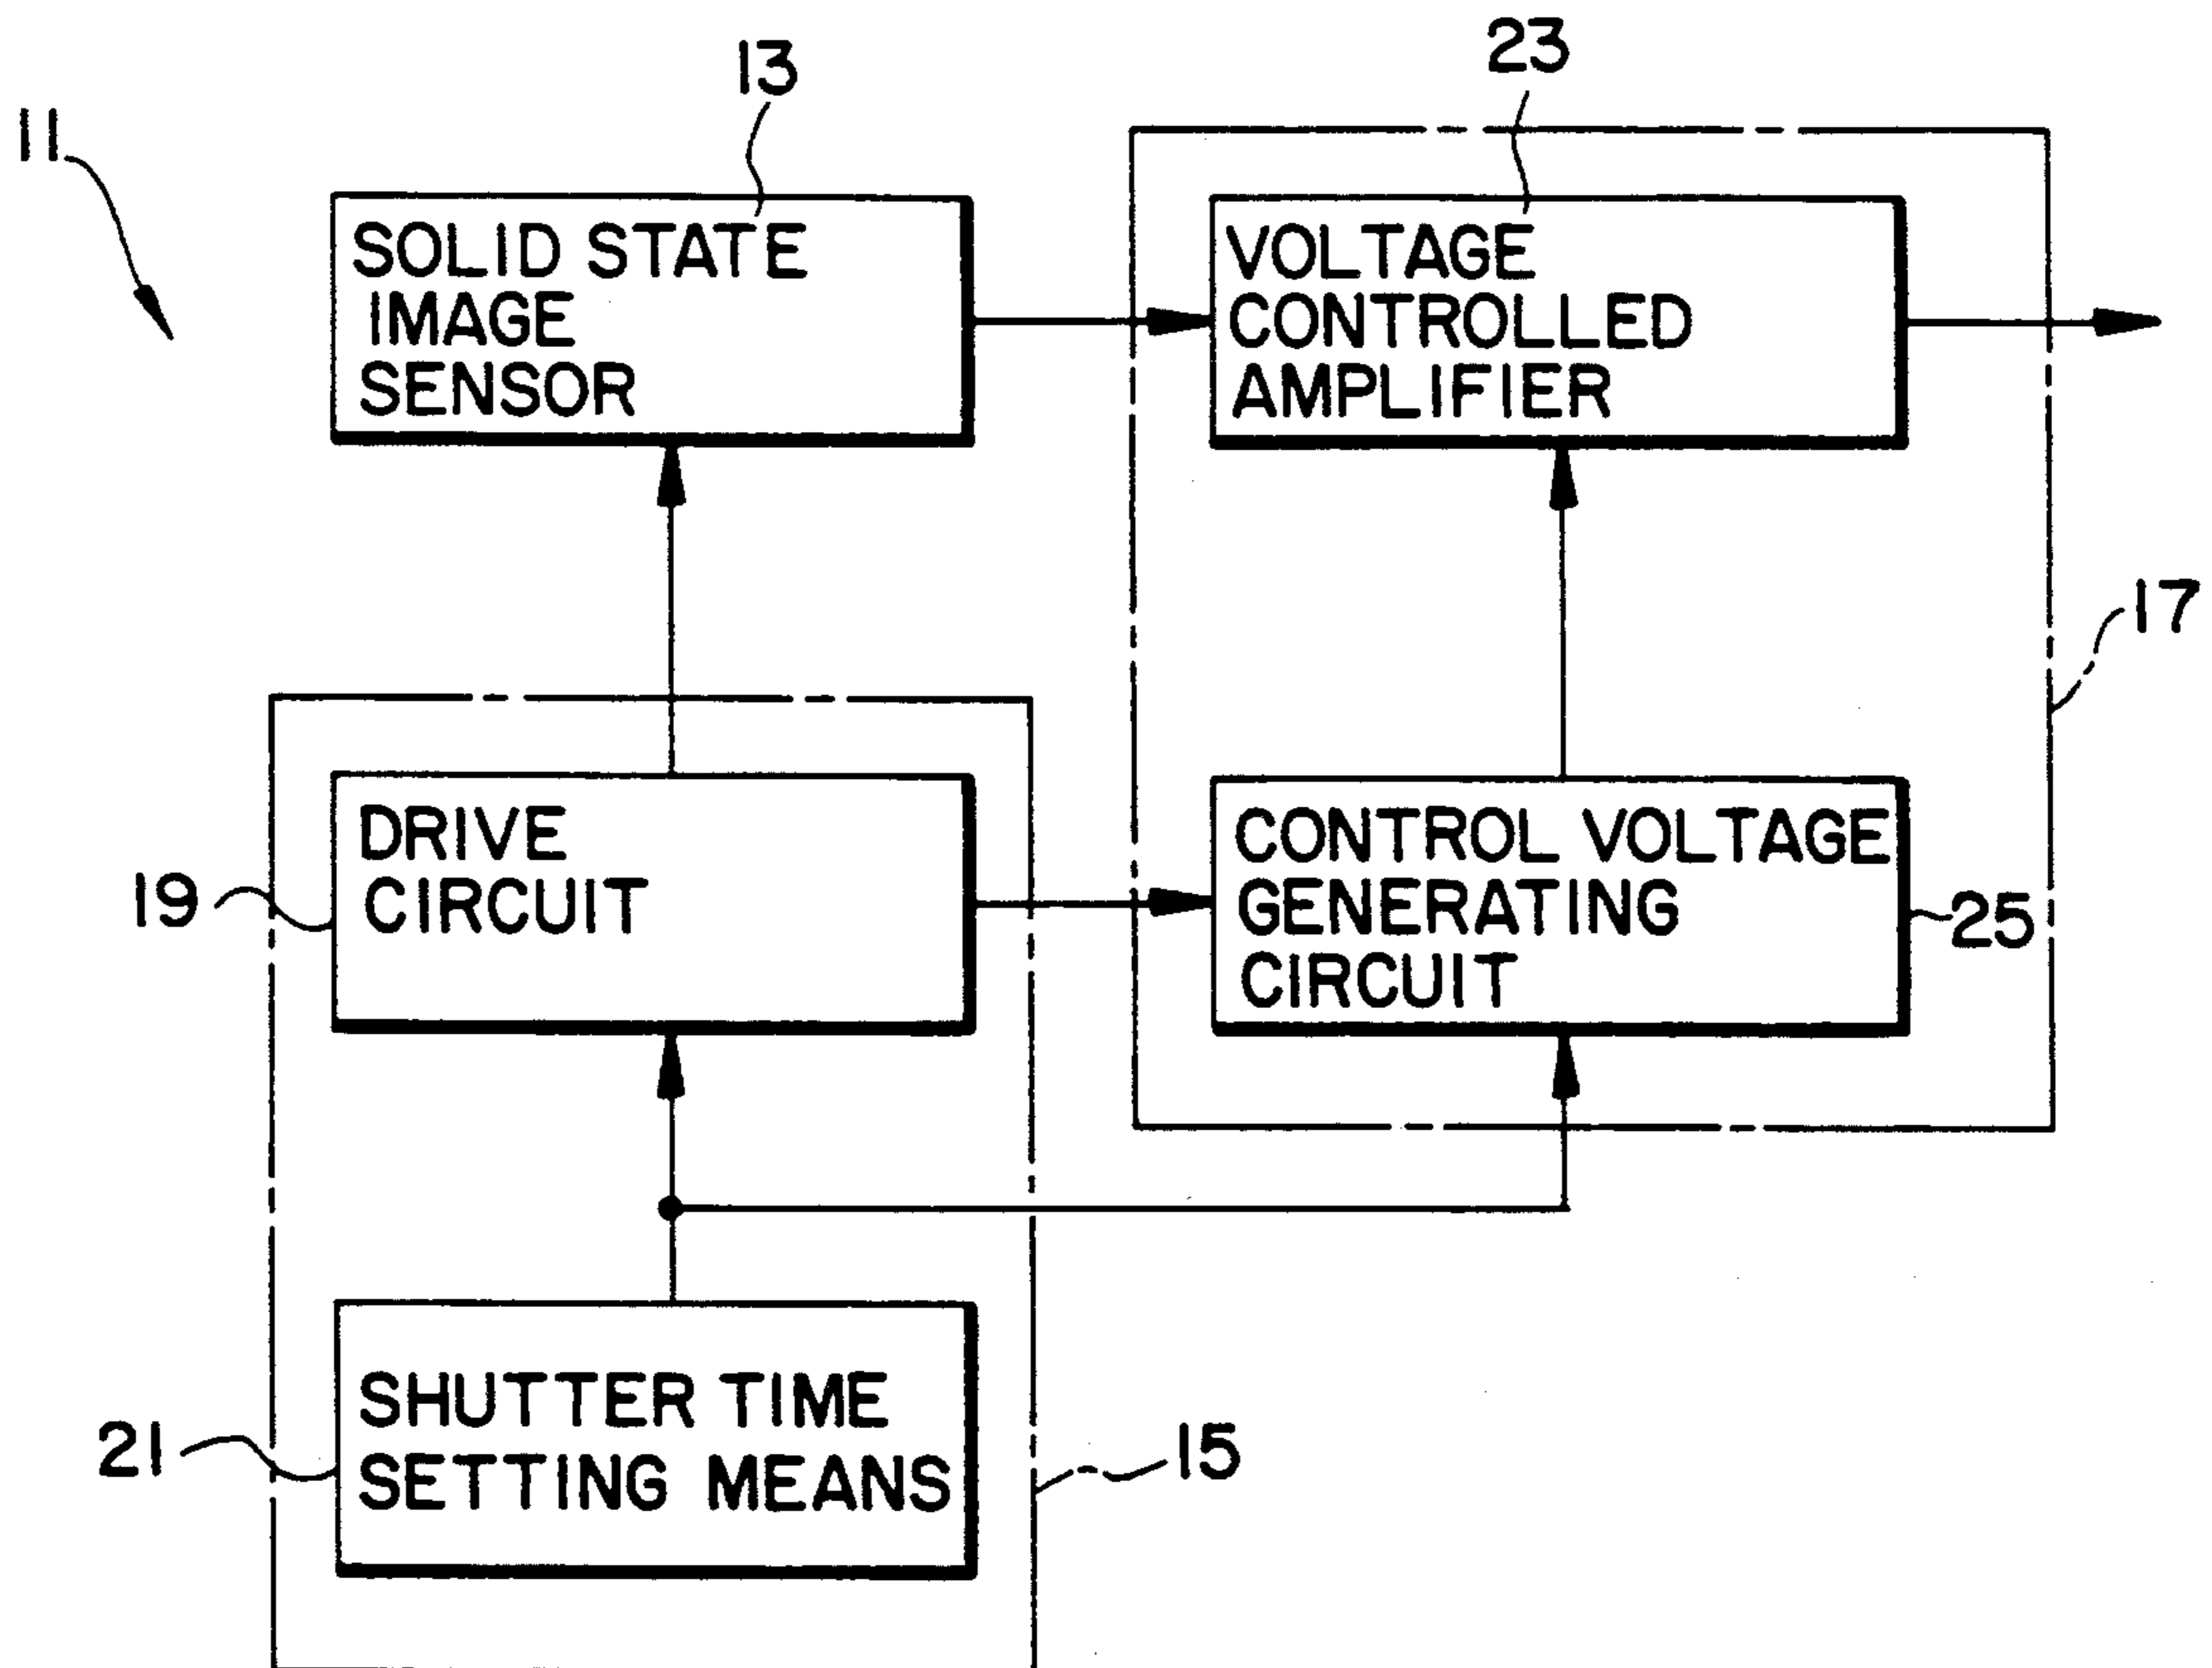 11
13
23
SOLID STATE
IMAGE
SENSOR
VOLTAGE
CONTROLLED
AMPLIFIER
17
19
DRIVE
CIRCUIT
CONTROL VOLTAGE
GENERATING
CIRCUIT
25
21
SHUTTER TIME
SETTING MEANS
15